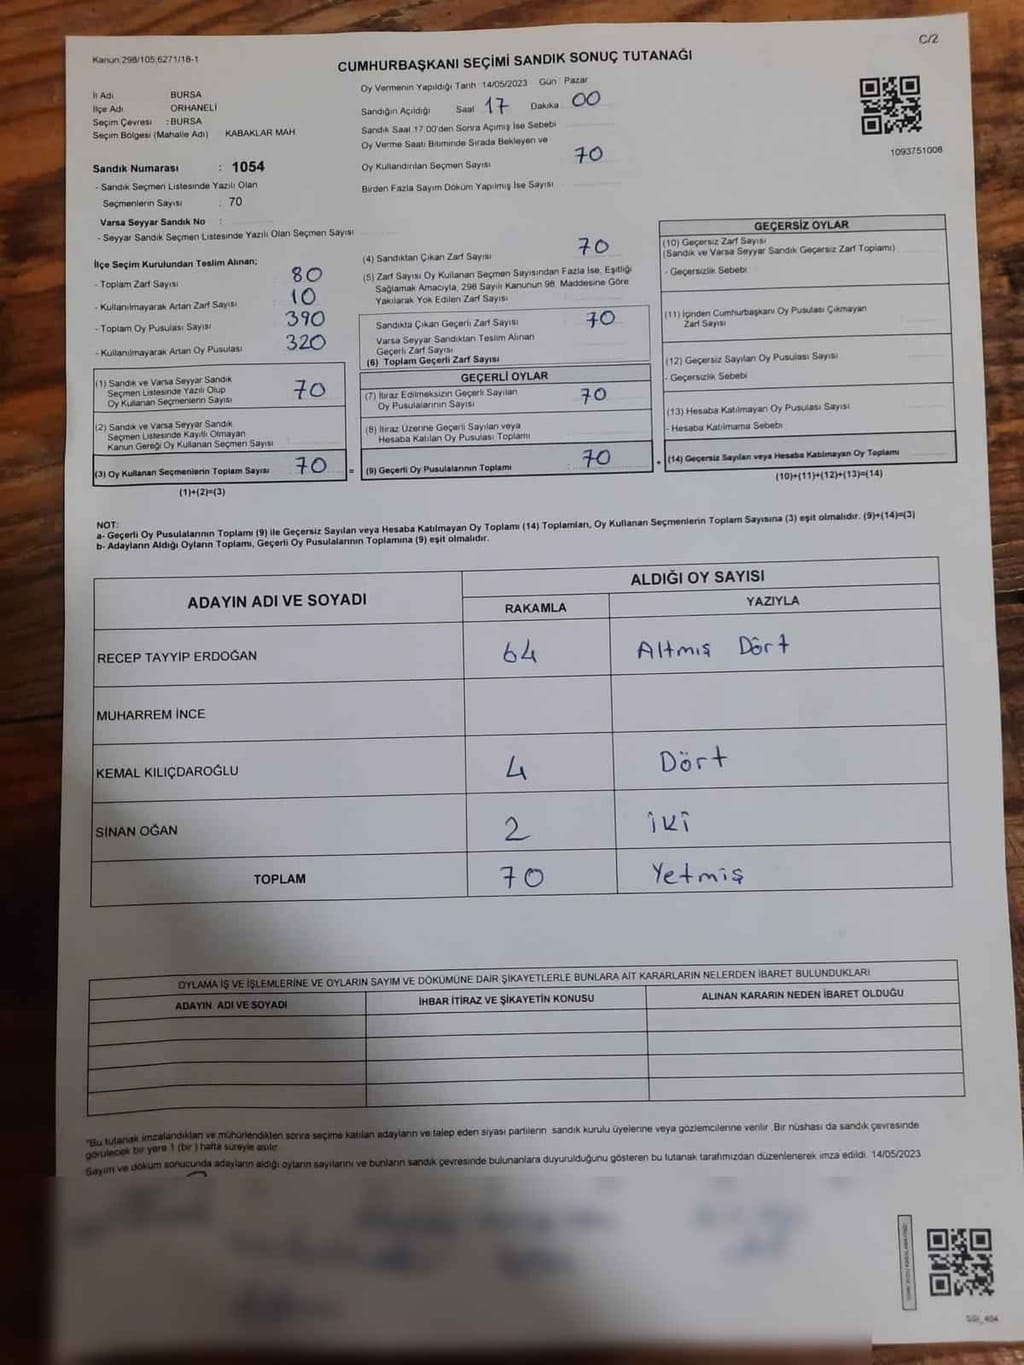 C/2
Kanun:298/105,6271/18-1
CUMHURBAŞKANI SEÇİMİ SANDIK SONUÇ TUTANAĞI
İl Adı BURSA
İlçe Adı ORHANELİ
Seçim Çevresi : BURSA
Seçim Bölgesi (Mahalle Adı) KABAKLAR MAH
Sandık Numarası : 1054
- Sandık Seçmen Listesinde Yazılı Olan
Seçmenlerin Sayısı : 70
Varsa Seyyar Sandık No :
- Seyyar Sandık Seçmen Listesinde Yazılı Olan Seçmen Sayısı
Oy Vermenin Yapıldığı Tarih 14/05/2023 Gün : Pazar
Sandığın Açıldığı Saat 17 Dakika 00
Sandık Saat 17:00'den Sonra Açımış İse Sebebi
Oy Verme Saati Bitiminde Sırada Bekleyen ve
Oy Kullandırılan Seçmen Sayısı 70
Birden Fazla Sayım Döküm Yapılmış İse Sayısı
1093751008
İlçe Seçim Kurulundan Teslim Alınan;
- Toplam Zarf Sayısı 80
- Kullanılmayarak Artan Zarf Sayısı 10
- Toplam Oy Pusulası Sayısı 390
- Kullanılmayarak Artan Oy Pusulası 320
(1) Sandık ve Varsa Seyyar Sandık
Seçmen Listesinde Yazılı Olup
Oy Kullanan Seçmenlerin Sayısı 70
(2) Sandık ve Varsa Seyyar Sandık
Seçmen Listesinde Kayıtlı Olmayan
Kanun Gereği Oy Kullanan Seçmen Sayısı
(3) Oy Kullanan Seçmenlerin Toplam Sayısı 70 =
(1)+(2)=(3)
(4) Sandıktan Çıkan Zarf Sayısı 70
(5) Zarf Sayısı Oy Kullanan Seçmen Sayısından Fazla İse, Eşitliği
Sağlamak Amacıyla, 298 Sayılı Kanunun 98. Maddesine Göre
Yakılarak Yok Edilen Zarf Sayısı
Sandıkta Çıkan Geçerli Zarf Sayısı 70
Varsa Seyyar Sandıktan Teslim Alınan
Geçerli Zarf Sayısı
(6) Toplam Geçerli Zarf Sayısı
GEÇERLİ OYLAR
(7) İtiraz Edilmeksizin Geçerli Sayılan
Oy Pusulalarının Sayısı 70
(8) İtiraz Üzerine Geçerli Sayılan veya
Hesaba Katılan Oy Pusulası Toplamı
(9) Geçerli Oy Pusulalarının Toplamı : 70 +
GEÇERSİZ OYLAR
(10) Geçersiz Zarf Sayısı
(Sandık ve Varsa Seyyar Sandık Geçersiz Zarf Toplamı)
- Geçersizlik Sebebi
(11) İçinden Cumhurbaşkanı Oy Pusulası Çıkmayan
Zarf Sayısı
(12) Geçersiz Sayılan Oy Pusulası Sayısı
- Geçersizlik Sebebi
(13) Hesaba Katılmayan Oy Pusulası Sayısı
- Hesaba Katılmama Sebebi
(14) Geçersiz Sayılan veya Hesaba Katılmayan Oy Toplamı
(10)+(11)+(12)+(13)=(14)
NOT:
a- Geçerli Oy Pusulalarının Toplamı (9) ile Geçersiz Sayılan veya Hesaba Katılmayan Oy Toplamı (14) Toplamları, Oy Kullanan Seçmenlerin Toplam Sayısına (3) eşit olmalıdır. (9)+(14)=(3)
b- Adayların Aldığı Oyların Toplamı, Geçerli Oy Pusulalarının Toplamına (9) eşit olmalıdır.
ADAYIN ADI VE SOYADI ALDIĞI OY SAYISI
RAKAMLA YAZIYLA
RECEP TAYYİP ERDOĞAN 64 Altmış Dört
MUHARREM İNCE
KEMAL KILIÇDAROĞLU 4 Dört
SİNAN OĞAN 2 iki
TOPLAM 70 Yetmiş
OYLAMA İŞ VE İŞLEMLERİNE VE OYLARIN SAYIM VE DÖKÜMÜNE DAİR ŞİKAYETLERLE BUNLARA AİT KARARLARIN NELERDEN İBARET BULUNDUKLARI
ADAYIN ADI VE SOYADI İHBAR İTİRAZ VE ŞİKAYETİN KONUSU ALINAN KARARIN NEDEN İBARET OLDUĞU
"Bu tutanak imzalandıktan ve mühürlendikten sonra seçime katılan adayların ve talep eden siyasi partilerin sandık kurulu üyelerine veya gözlemcilerine verilir .Bir nüshası da sandık çevresinde
görülecek bir yere 1 (bir ) hafta süreyle asılır.
Sayım ve döküm sonucunda adayların aldığı oyların sayılarını ve bunların sandık çevresinde bulunanlara duyurulduğunu gösteren bu tutanak tarafımızdan düzenlenerek imza edildi. 14/05/2023